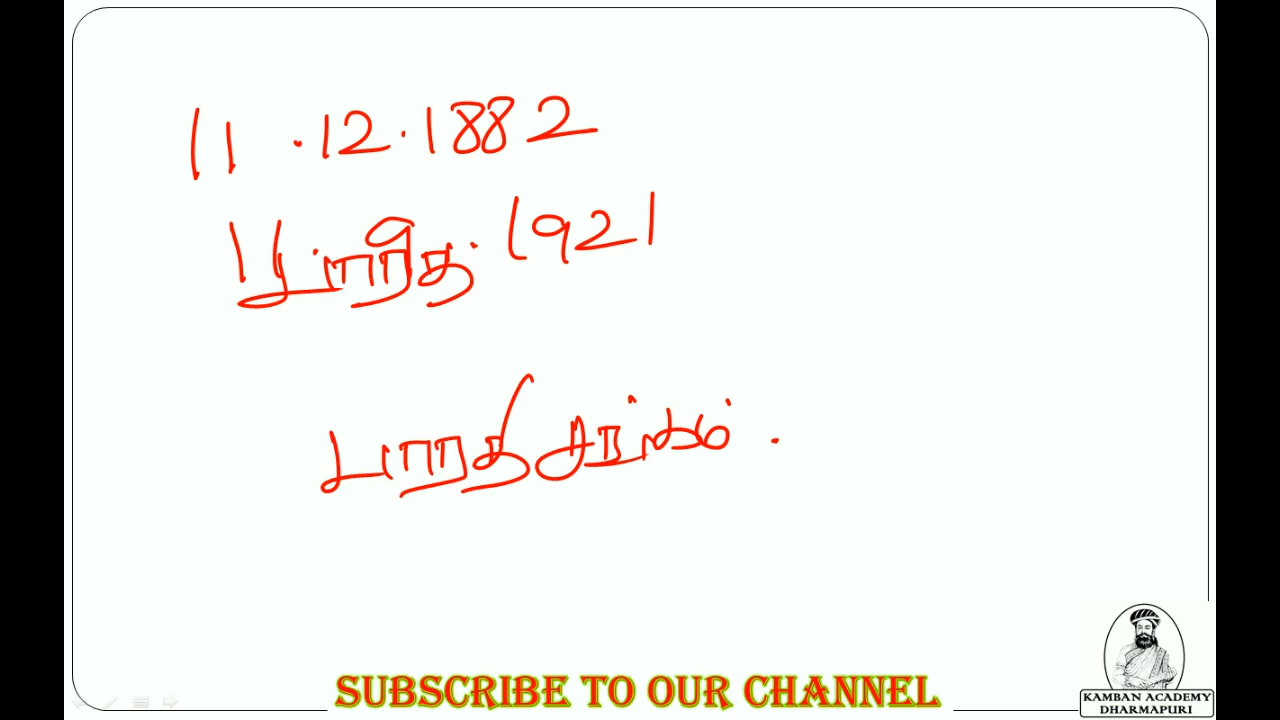 11 . 12 . 1882
1921
பாரதி சங்கம் .
SUBSCRIBE TO OUR CHANNEL
KAMBAN ACADEMY
DHARMAPURI